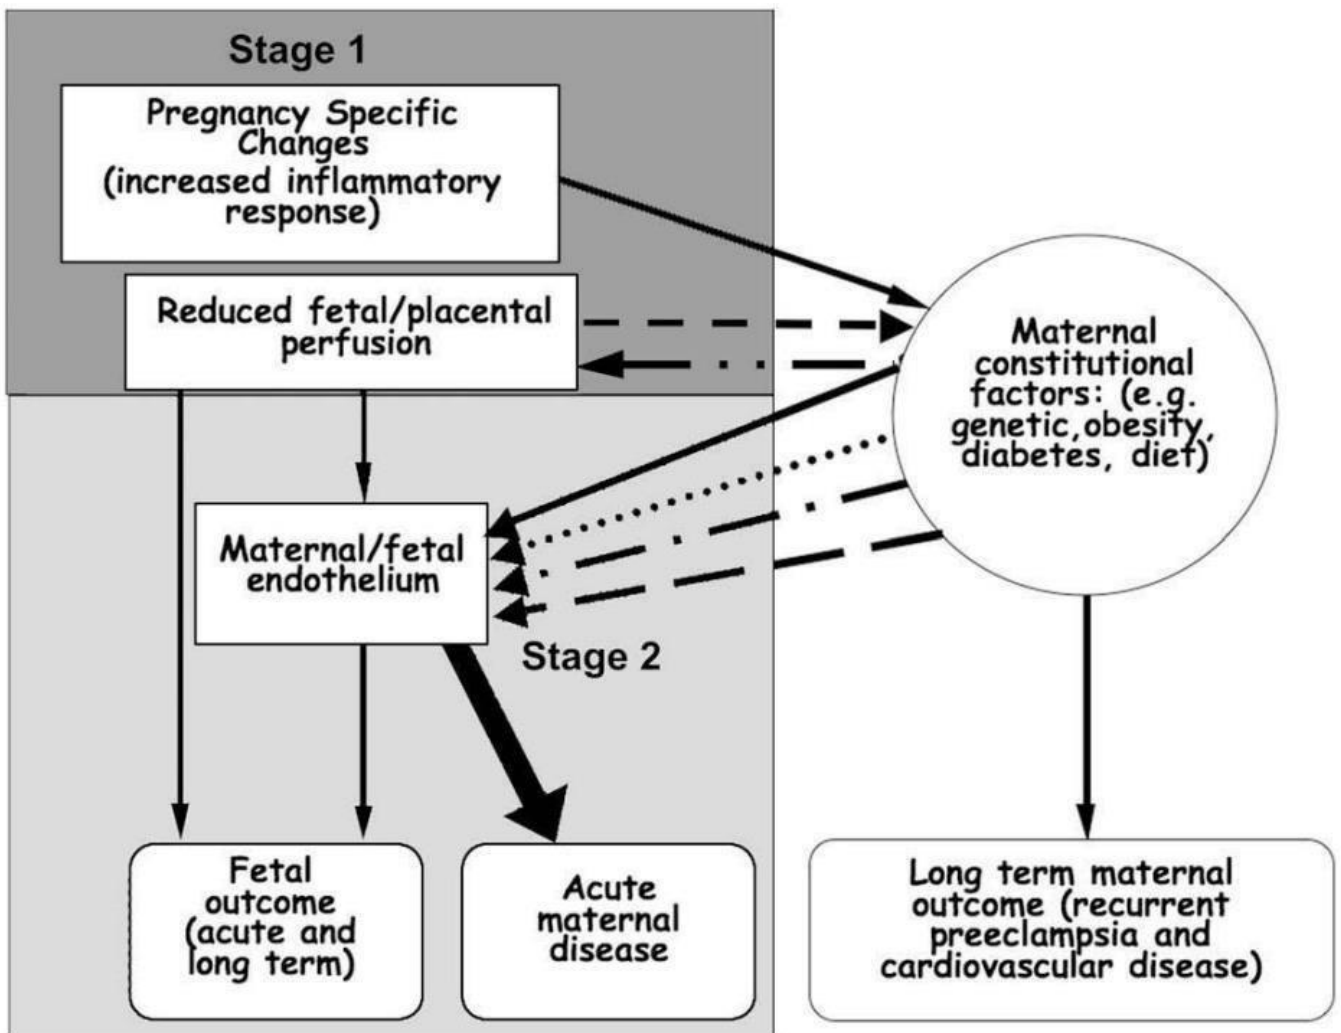 Stage 1
Pregnancy Specific
Changes
(increased inflammatory
response)
Reduced fetal/placental
perfusion
Maternal
constitutional
factors: (e.g.
genetic,obesity,
diabetes, diet)
Maternal/fetal
endothelium
Stage 2
Fetal
outcome
(acute and
long term)
Acute
maternal
disease
Long term maternal
outcome (recurrent
preeclampsia and
cardiovascular disease)